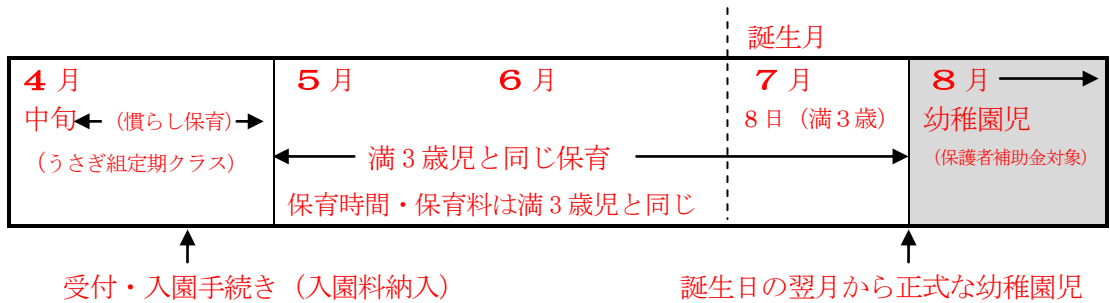 誕生月
４月
５月
６月
７月
８月
中旬
(慣らし保育)
８日（満３歳）
幼稚園児
（うさぎ組定期クラス）
満３歳児と同じ保育
（保護者補助金対象）
保育時間・保育料は満３歳児と同じ
受付・入園手続き（入園料納入）
誕生日の翌月から正式な幼稚園児